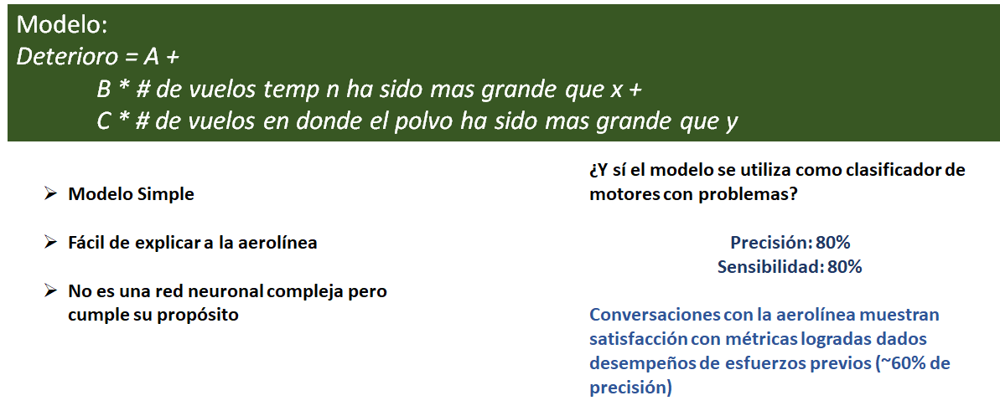 Modelo:
Deterioro = A +
B * # de vuelos temp n ha sido mas grande que x +
C * # de vuelos en donde el polvo ha sido mas grande que y
➢ Modelo Simple
➢ Fácil de explicar a la aerolínea
➢ No es una red neuronal compleja pero
cumple su propósito
¿Y sí el modelo se utiliza como clasificador de
motores con problemas?
Precisión: 80%
Sensibilidad: 80%
Conversaciones con la aerolínea muestran
satisfacción con métricas logradas dados
desempeños de esfuerzos previos (~60% de
precisión)